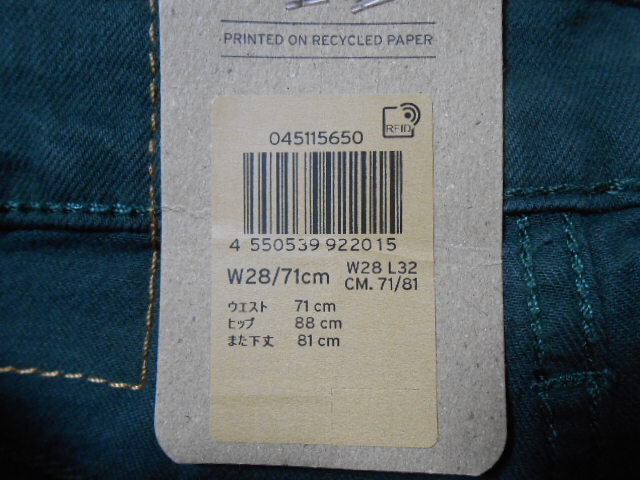 PRINTED ON RECYCLED PAPER
RFID
045115650
4 550539 922015
W28/71cm W28 L32
CM. 71/81
ウエスト 71 cm
ヒップ 88 cm
また下丈 81 cm